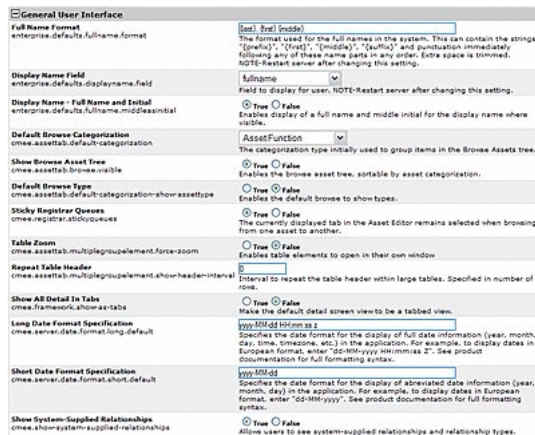 General User Interface
Full Name Format
enterprise.defaults.fullname.format
{last}, {first} {middle}
The format used for the full names in the system. This can contain the strings
"{prefix}", "{first}", "{middle}", "{suffix}" and punctuation immediately
following any of these name parts in any order. Extra space is trimmed.
NOTE-Restart server after changing this setting.
Display Name Field
enterprise.defaults.displayname.field
fullname
Field to display for user. NOTE-Restart server after changing this setting.
Display Name - Full Name and Initial
enterprise.defaults.fullname.middleasinitial
True False
Enables display of a full name and middle initial for the display name where
visible.
Default Browse Categorization
cmee.assettab.default-categorization
AssetFunction
The categorization type initially used to group items in the Browse Assets tree.
Show Browse Asset Tree
cmee.assettab.browse.visible
True False
Enables the browse asset tree, sortable by asset categorization.
Default Browse Type
cmee.assettab.default-categorization-show-assettype
True False
Enables the default browse to show types.
Sticky Registrar Queues
cmee.registrar.stickyqueues
True False
The currently displayed tab in the Asset Editor remains selected when browsing
from one asset to another.
Table Zoom
cmee.assettab.multiplegroupelement.force-zoom
True False
Enables table elements to open in their own window
Repeat Table Header
cmee.assettab.multiplegroupelement.show-header-interval
0
Interval to repeat the table header within large tables. Specified in number of
rows.
Show All Detail In Tabs
cmee.framework.show-as-tabs
True False
Make the default detail screen view to be a tabbed view.
Long Date Format Specification
cmee.server.date.format.long.default
yyyy-MM-dd HH:mm:ss z
Specifies the date format for the display of full date information (year, month,
day, time, timezone, etc.) in the application. For example, to display dates in
European format, enter "dd-MM-yyyy HH:mm:ss Z". See product
documentation for full formatting syntax.
Short Date Format Specification
cmee.server.date.format.short.default
yyyy-MM-dd
Specifies the date format for the display of abreviated date information (year,
month, day) in the application. For example, to display dates in European
format, enter "dd-MM-yyyy". See product documentation for full formatting
syntax.
Show System-Supplied Relationships
cmee.show-system-supplied-relationships
True False
Allows users to see system-supplied relationships and relationship types.